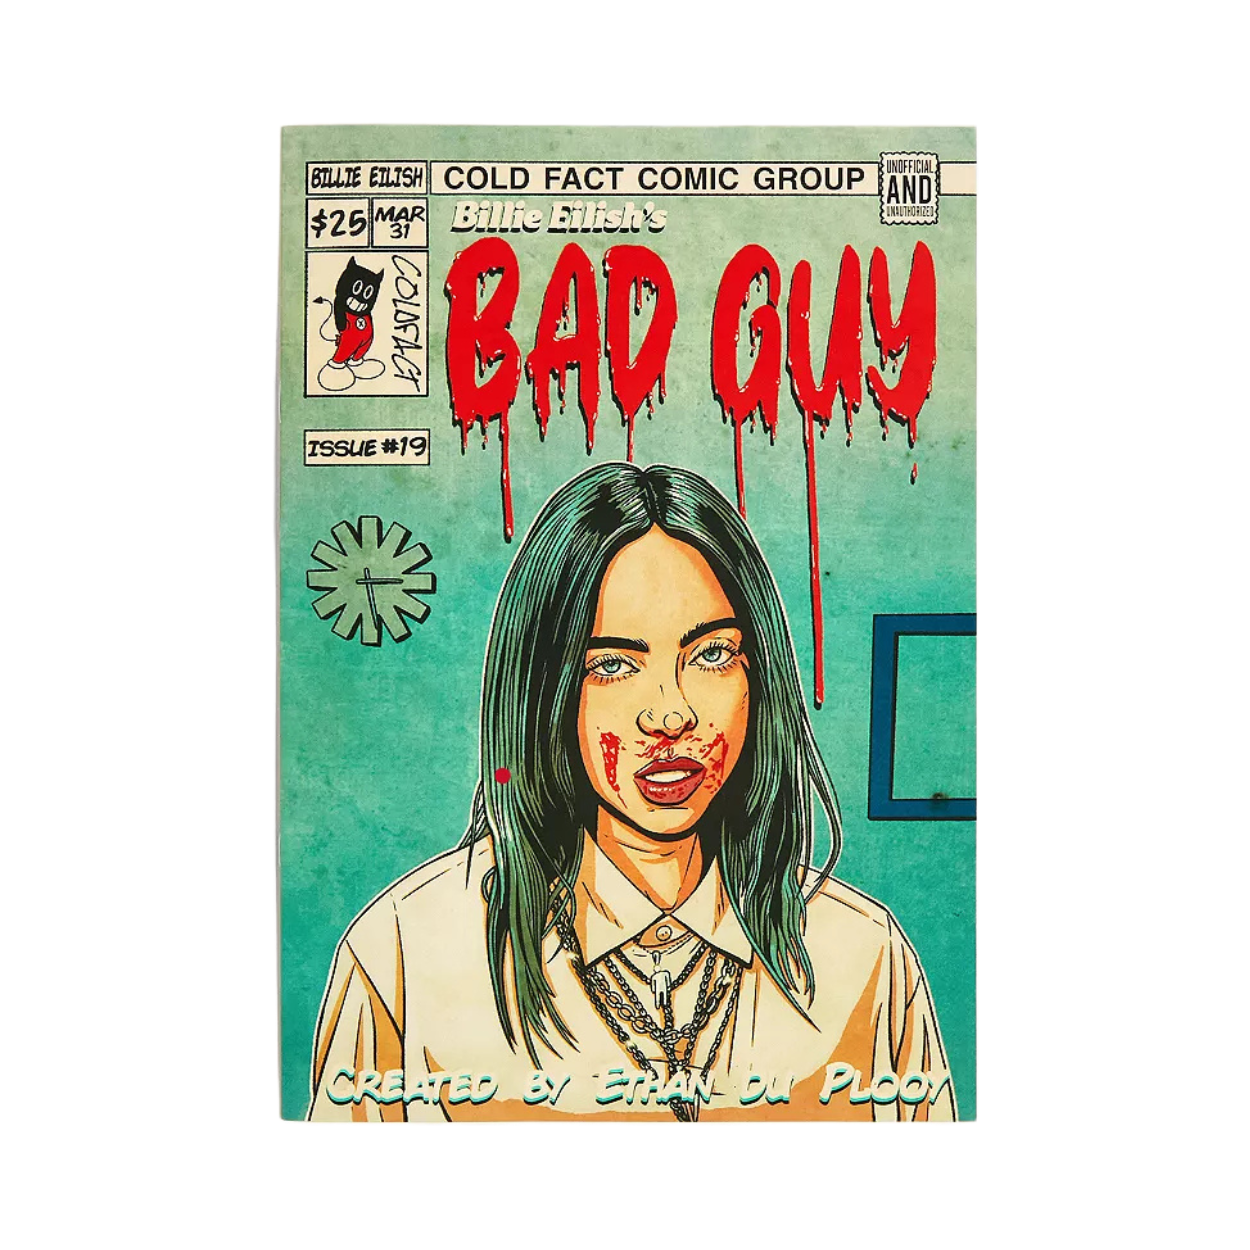 BILLIE EILISH
COLD FACT COMIC GROUP
UNOFFICIAL
AND
UNAUTHORIZED
$25
MAR
31
Billie Eilish's
BAD GUY
COLDFACT
ISSUE #19
CREATED BY ETHAN DU PLOOY